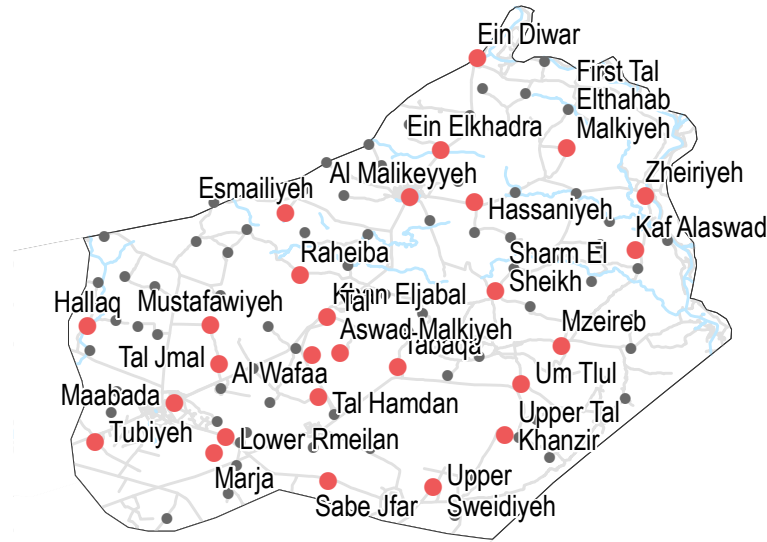 Ein Diwar
First Tal
Elthahab
Malkiyeh
Ein Elkhadra
Al Malikeyyeh
Zheiriyeh
Esmailiyeh
Hassaniyeh
Kaf Alaswad
Raheiba
Sharm El
Sheikh
Khan Eljabal
Hallaq
Mustafawiyeh
Tal
Aswad-Malkiyeh
Mzeireb
Tal Jmal
Al Wafaa
Tabaqa
Um Tlul
Maabada
Tal Hamdan
Upper Tal
Khanzir
Tubiyeh
Lower Rmeilan
Marja
Sabe Jfar
Upper
Sweidiyeh